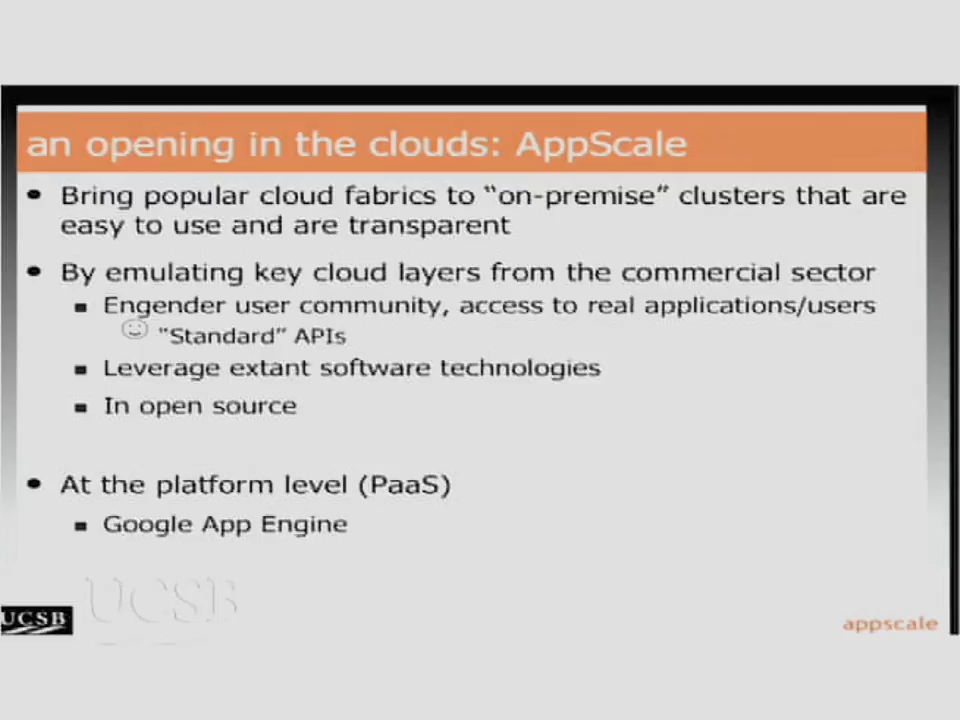 an opening in the clouds: AppScale
Bring popular cloud fabrics to “on-premise” clusters that are
easy to use and are transparent
By emulating key cloud layers from the commercial sector
Engender user community, access to real applications/users
"Standard" APIs
Leverage extant software technologies
In open source
At the platform level (PaaS)
Google App Engine
UCSB
UCSB
appscale